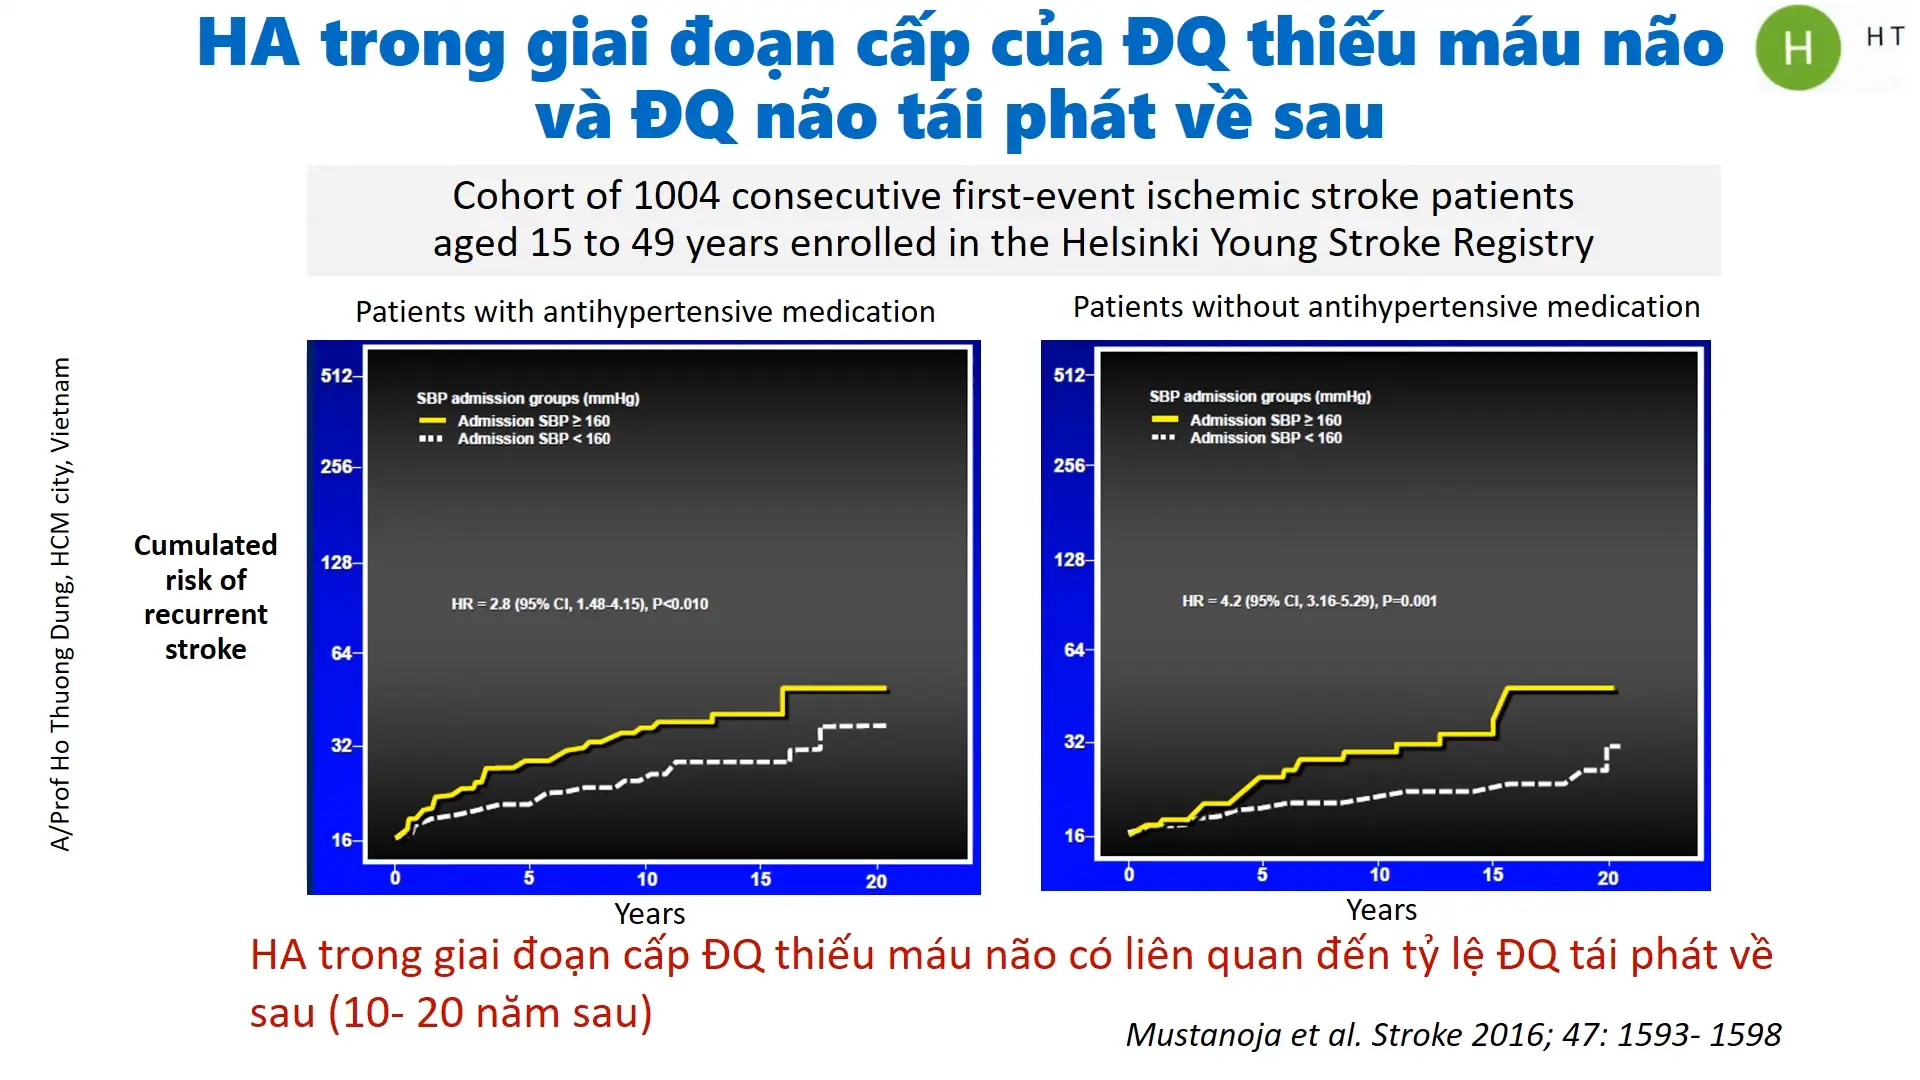 HA trong giai đoạn cấp của ĐQ thiếu máu não
và ĐQ não tái phát về sau
H
H T
Cohort of 1004 consecutive first-event ischemic stroke patients
aged 15 to 49 years enrolled in the Helsinki Young Stroke Registry
A/Prof Ho Thuong Dung, HCM city, Vietnam
Cumulated
risk of
recurrent
stroke
Patients with antihypertensive medication
512
256
128
64
32
16
SBP admission groups (mmHg)
Admission SBP ≥ 160
Admission SBP < 160
HR = 2.8 (95% CI, 1.48-4.15), P<0.010
0 5 10 15 20
Years
Patients without antihypertensive medication
512
256
128
64
32
16
SBP admission groups (mmHg)
Admission SBP ≥ 160
Admission SBP < 160
HR = 4.2 (95% CI, 3.16-5.29), P=0.001
0 5 10 15 20
Years
HA trong giai đoạn cấp ĐQ thiếu máu não có liên quan đến tỷ lệ ĐQ tái phát về
sau (10- 20 năm sau)
Mustanoja et al. Stroke 2016; 47: 1593- 1598